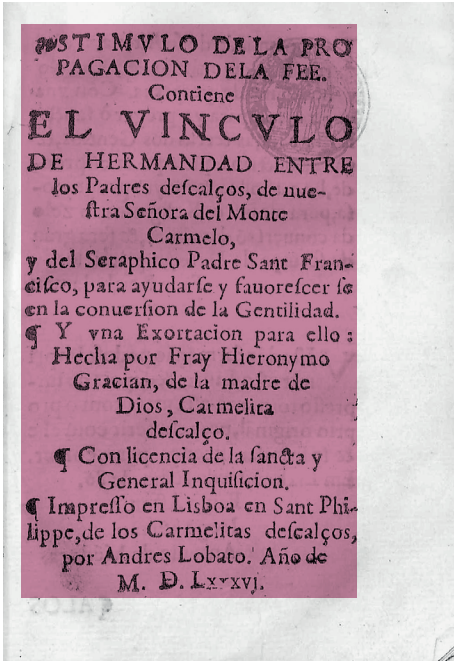 STIMVLO DE LA PRO
PAGACION DE LA FEE.
Contiene
EL VINCVLO
DE HERMANDAD ENTRE
los Padres descalços, de nue-
ſtra Señora del Monte
Carmelo,
y del Seraphico Padre Sant Fran-
ciſco, para ayudarſe y fauoreſcer ſe
en la conuerſion de la Gentilidad.
¶ Y vna Exortacion para ello:
Hecha por Fray Hieronymo
Gracian, de la madre de
Dios, Carmelita
deſcalço.
¶ Con licencia de la ſancta y
General Inquiſicion.
¶ Impreſſo en Lisboa en Sant Phi-
lippe, de los Carmelitas deſcalços,
por Andres Lobato. Año de
M. D. Lxxxvj.